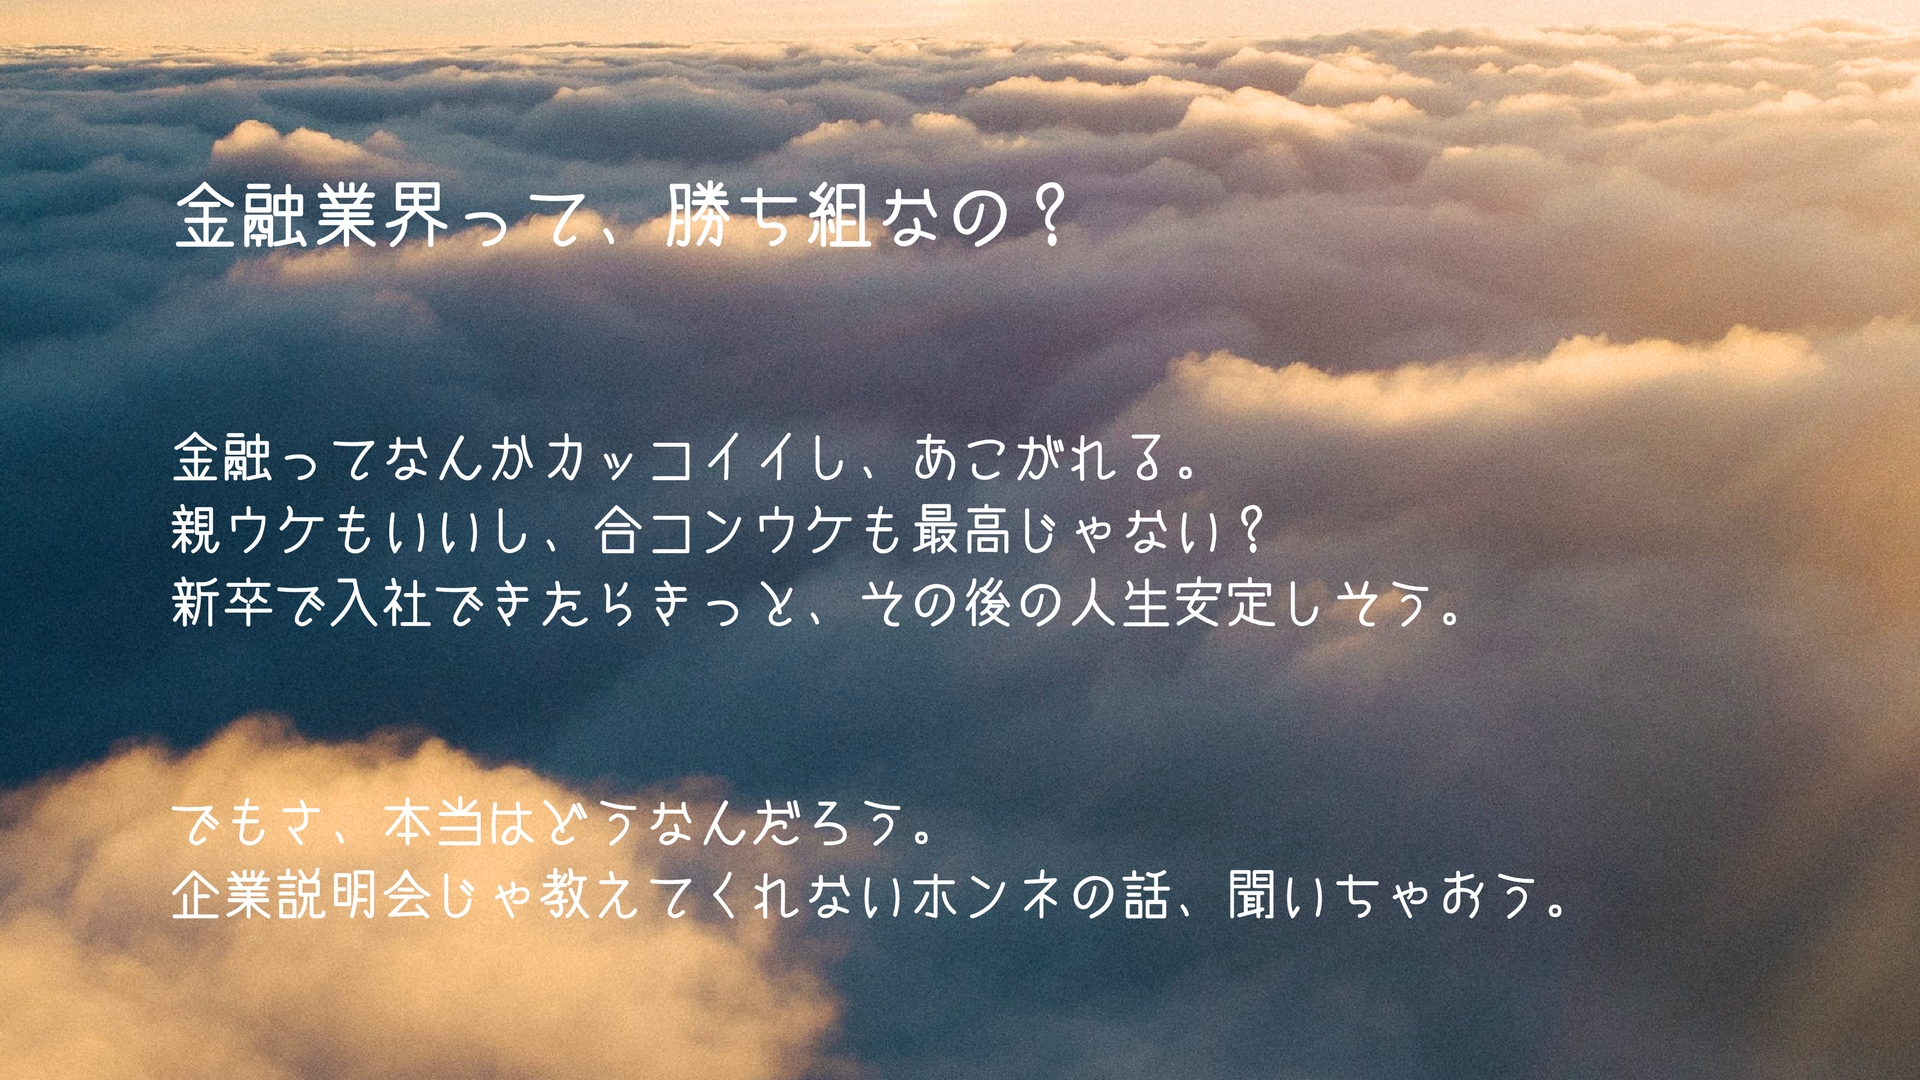 金融業界って、勝ち組なの？
金融ってなんかカッコイイし、あこがれる。
親ウケもいいし、合コンウケも最高じゃない？
新卒で入社できたらきっと、その後の人生安定しそう。
でもさ、本当はどうなんだろう。
企業説明会じゃ教えてくれないホンネの話、聞いちゃおう。